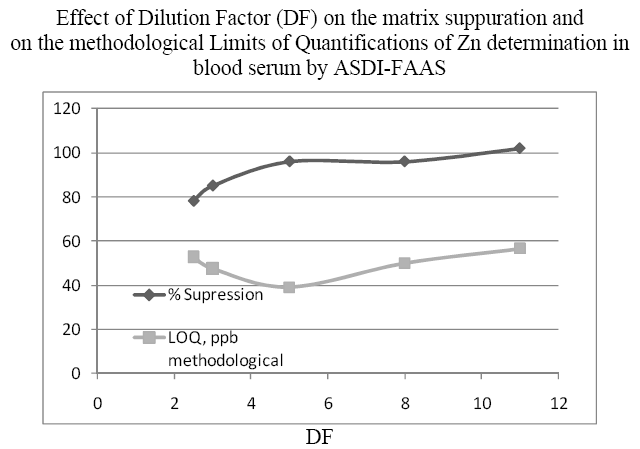 Effect of Dilution Factor (DF) on the matrix suppuration and
on the methodological Limits of Quantifications of Zn determination in
blood serum by ASDI-FAAS
120
100
80
60
40
20
0
% Supression
LOQ, ppb
methodological
0 2 4 6 8 10 12
DF